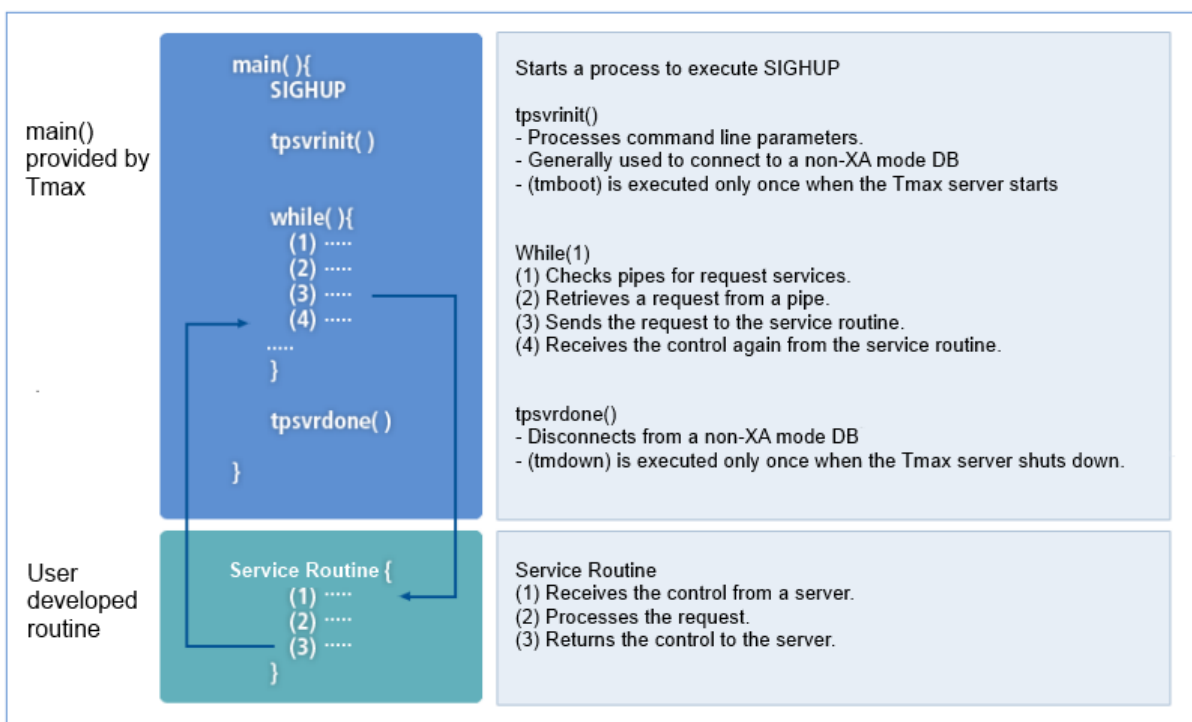 main()
provided by
Tmax
main( ){
SIGHUP
tpsvrinit( )
while( ){
(1) .....
(2) .....
(3) .....
(4) .....
.....
}
tpsvrdone( )
}
Starts a process to execute SIGHUP
tpsvrinit()
- Processes command line parameters.
- Generally used to connect to a non-XA mode DB
- (tmboot) is executed only once when the Tmax server starts
While(1)
(1) Checks pipes for request services.
(2) Retrieves a request from a pipe.
(3) Sends the request to the service routine.
(4) Receives the control again from the service routine.
tpsvrdone()
- Disconnects from a non-XA mode DB
- (tmdown) is executed only once when the Tmax server shuts down.
User
developed
routine
Service Routine {
(1) .....
(2) .....
(3) .....
}
Service Routine
(1) Receives the control from a server.
(2) Processes the request.
(3) Returns the control to the server.